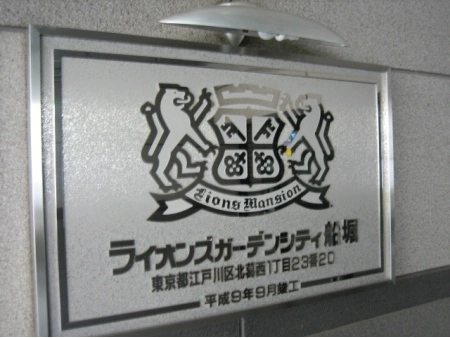 Lions Mansion
ライオンズガーデンシティ船堀
東京都江戸川区北葛西1丁目23番20
平成9年9月竣工